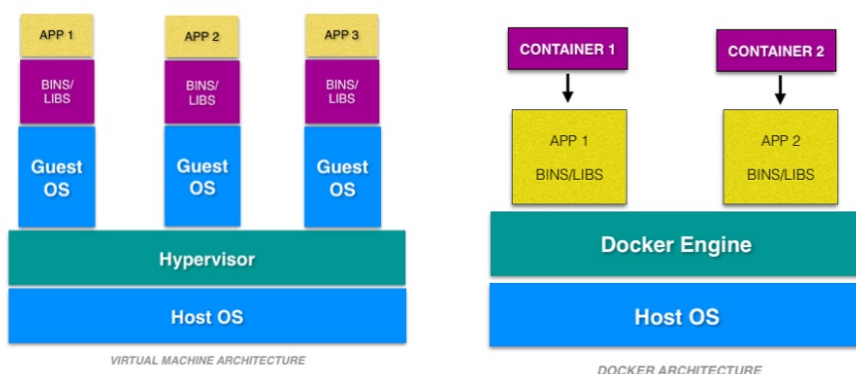 APP 1
BINS/
LIBS
Guest
OS
APP 2
BINS/
LIBS
Guest
OS
APP 3
BINS/
LIBS
Guest
OS
Hypervisor
Host OS
VIRTUAL MACHINE ARCHITECTURE
CONTAINER 1
APP 1
BINS/LIBS
CONTAINER 2
APP 2
BINS/LIBS
Docker Engine
Host OS
DOCKER ARCHITECTURE